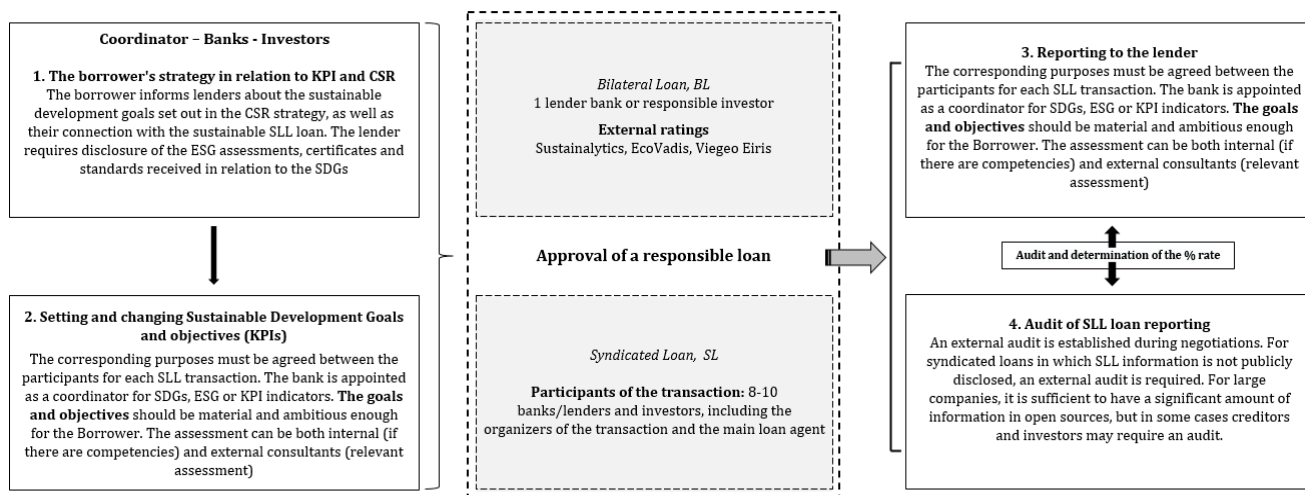 Coordinator – Banks - Investors
1. The borrower's strategy in relation to KPI and CSR
The borrower informs lenders about the sustainable
development goals set out in the CSR strategy, as well as
their connection with the sustainable SLL loan. The lender
requires disclosure of the ESG assessments, certificates and
standards received in relation to the SDGs
2. Setting and changing Sustainable Development Goals
and objectives (KPIs)
The corresponding purposes must be agreed between the
participants for each SLL transaction. The bank is appointed
as a coordinator for SDGs, ESG or KPI indicators. The goals
and objectives should be material and ambitious enough
for the Borrower. The assessment can be both internal (if
there are competencies) and external consultants (relevant
assessment)
Bilateral Loan, BL
1 lender bank or responsible investor
External ratings
Sustainalytics, EcoVadis, Viegeo Eiris
Approval of a responsible loan
Syndicated Loan, SL
Participants of the transaction: 8-10
banks/lenders and investors, including the
organizers of the transaction and the main loan agent
3. Reporting to the lender
The corresponding purposes must be agreed between the
participants for each SLL transaction. The bank is appointed
as a coordinator for SDGs, ESG or KPI indicators. The goals
and objectives should be material and ambitious enough
for the Borrower. The assessment can be both internal (if
there are competencies) and external consultants (relevant
assessment)
Audit and determination of the % rate
4. Audit of SLL loan reporting
An external audit is established during negotiations. For
syndicated loans in which SLL information is not publicly
disclosed, an external audit is required. For large
companies, it is sufficient to have a significant amount of
information in open sources, but in some cases creditors
and investors may require an audit.